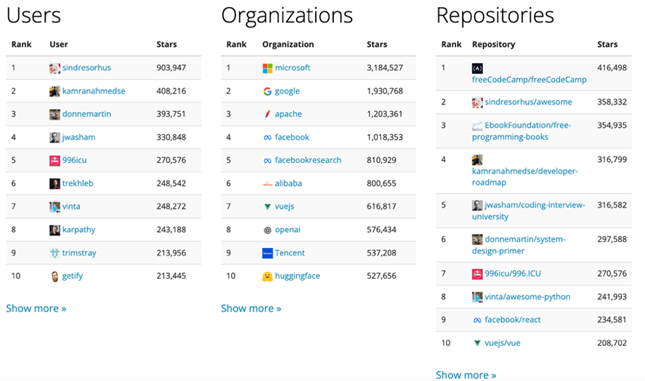 Users
Rank User Stars
1 sindresorhus 903,947
2 kamranahmedse 408,216
3 donnemartin 393,751
4 jwasham 330,848
5 996icu 270,576
6 trekhleb 248,542
7 vinta 248,272
8 karpathy 243,188
9 trimstray 213,956
10 getify 213,445
Show more »
Organizations
Rank Organization Stars
1 microsoft 3,184,527
2 google 1,930,768
3 apache 1,203,361
4 facebook 1,018,353
5 facebookresearch 810,929
6 alibaba 800,655
7 vuejs 616,817
8 openai 576,434
9 Tencent 537,208
10 huggingface 527,656
Show more »
Repositories
Rank Repository Stars
1 416,498
freeCodeCamp/freeCodeCamp
2 sindresorhus/awesome 358,332
3 EbookFoundation/free- 354,935
programming-books
4 316,799
kamranahmedse/developer-
roadmap
5 jwasham/coding-interview- 316,582
university
6 donnemartin/system- 297,588
design-primer
7 996icu/996.ICU 270,576
8 vinta/awesome-python 241,993
9 facebook/react 234,581
10 vuejs/vue 208,702
Show more »